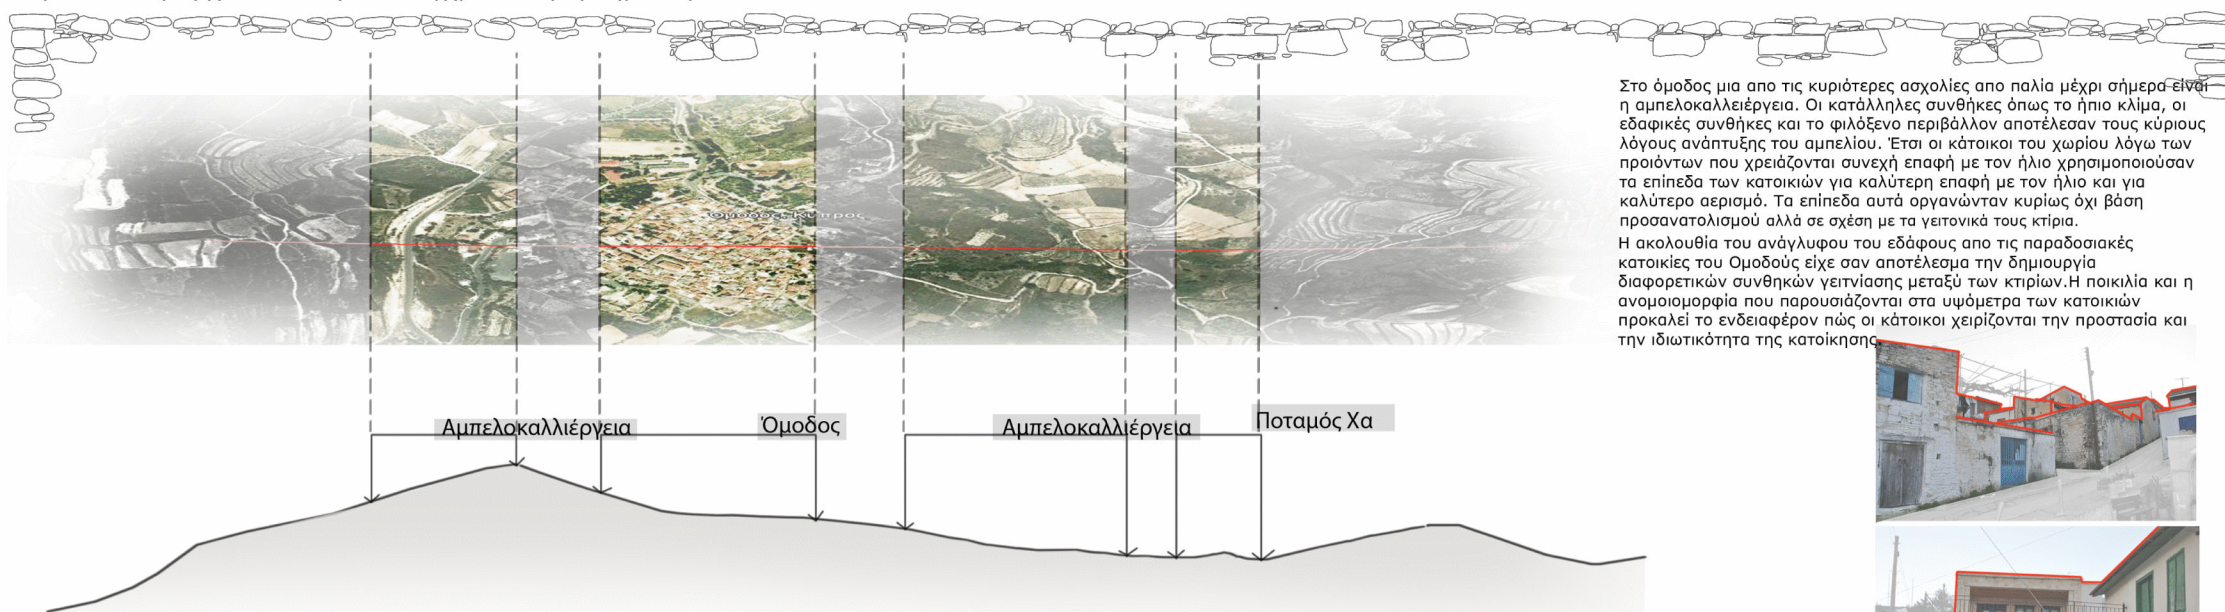 Στο όμοδος μια απο τις κυριότερες ασχολίες απο παλία μέχρι σήμερα είναι
η αμπελοκαλλειέργεια. Οι κατάλληλες συνθήκες όπως το ήπιο κλίμα, οι
εδαφικές συνθήκες και το φιλόξενο περιβάλλον αποτέλεσαν τους κύριους
λόγους ανάπτυξης του αμπελίου. Έτσι οι κάτοικοι του χωρίου λόγω των
προιόντων που χρειάζονται συνεχή επαφή με τον ήλιο χρησιμοποιούσαν
τα επίπεδα των κατοικιών για καλύτερη επαφή με τον ήλιο και για
καλύτερο αερισμό. Τα επίπεδα αυτά οργανώνταν κυρίως όχι βάση
προσανατολισμού αλλά σε σχέση με τα γειτονικά τους κτίρια.
Η ακολουθία του ανάγλυφου του εδάφους απο τις παραδοσιακές
κατοικίες του Ομοδούς είχε σαν αποτέλεσμα την δημιουργία
διαφορετικών συνθηκών γειτνίασης μεταξύ των κτιρίων.Η ποικιλία και η
ανομοιομορφία που παρουσιάζονται στα υψόμετρα των κατοικιών
προκαλεί το ενδειαφέρον πώς οι κάτοικοι χειρίζονται την προστασία και
την ιδιωτικότητα της κατοίκησης.
Όμοδος, Κύπρος
Αμπελοκαλλιέργεια
Όμοδος
Αμπελοκαλλιέργεια
Ποταμός Χα